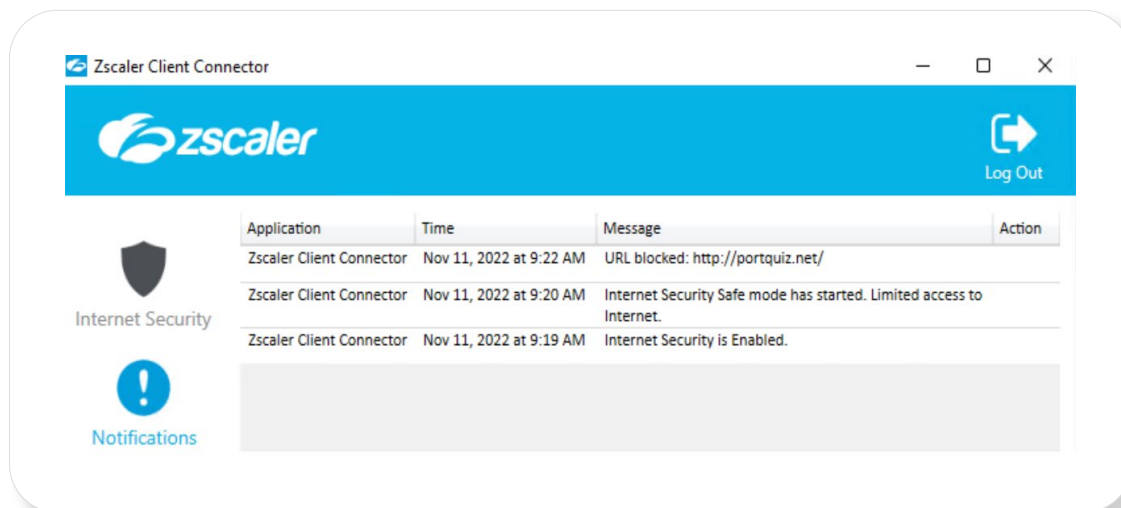 Zscaler Client Connector
zscaler
Log Out
Application Time Message Action
Zscaler Client Connector Nov 11, 2022 at 9:22 AM URL blocked: http://portquiz.net/
Zscaler Client Connector Nov 11, 2022 at 9:20 AM Internet Security Safe mode has started. Limited access to
Internet.
Zscaler Client Connector Nov 11, 2022 at 9:19 AM Internet Security is Enabled.
Internet Security
Notifications